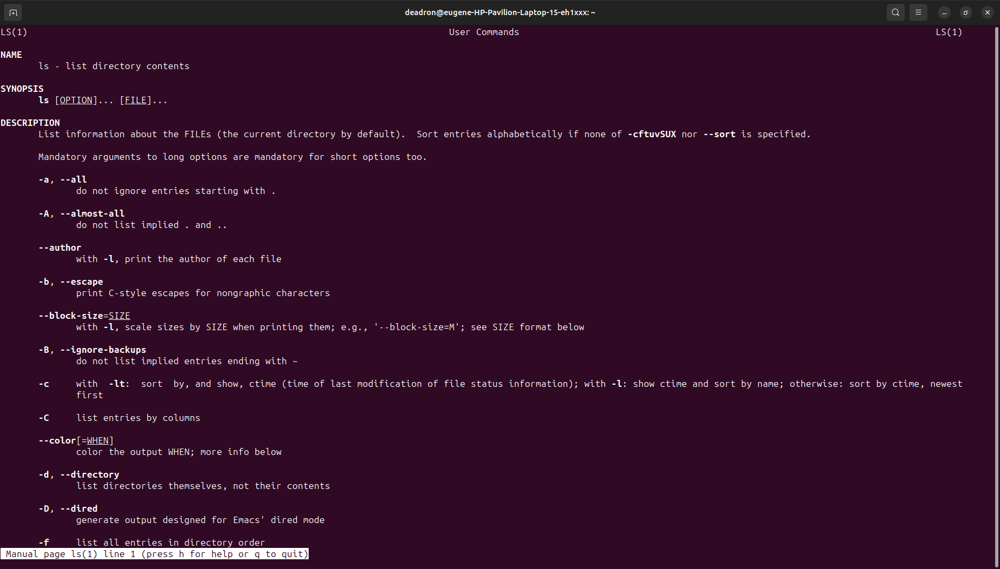 deadron@eugene-HP-Pavilion-Laptop-15-eh1xxx: ~
LS(1) User Commands LS(1)
NAME
ls - list directory contents
SYNOPSIS
ls [OPTION]... [FILE]...
DESCRIPTION
List information about the FILEs (the current directory by default).  Sort entries alphabetically if none of -cftuvSUX nor --sort is specified.
Mandatory arguments to long options are mandatory for short options too.
-a, --all
do not ignore entries starting with .
-A, --almost-all
do not list implied . and ..
--author
with -l, print the author of each file
-b, --escape
print C-style escapes for nongraphic characters
--block-size=SIZE
with -l, scale sizes by SIZE when printing them; e.g., '--block-size=M'; see SIZE format below
-B, --ignore-backups
do not list implied entries ending with ~
-c with  -lt:  sort  by, and show, ctime (time of last modification of file status information); with -l: show ctime and sort by name; otherwise: sort by ctime, newest
first
-C list entries by columns
--color[=WHEN]
color the output WHEN; more info below
-d, --directory
list directories themselves, not their contents
-D, --dired
generate output designed for Emacs' dired mode
-f list all entries in directory order
Manual page ls(1) line 1 (press h for help or q to quit)